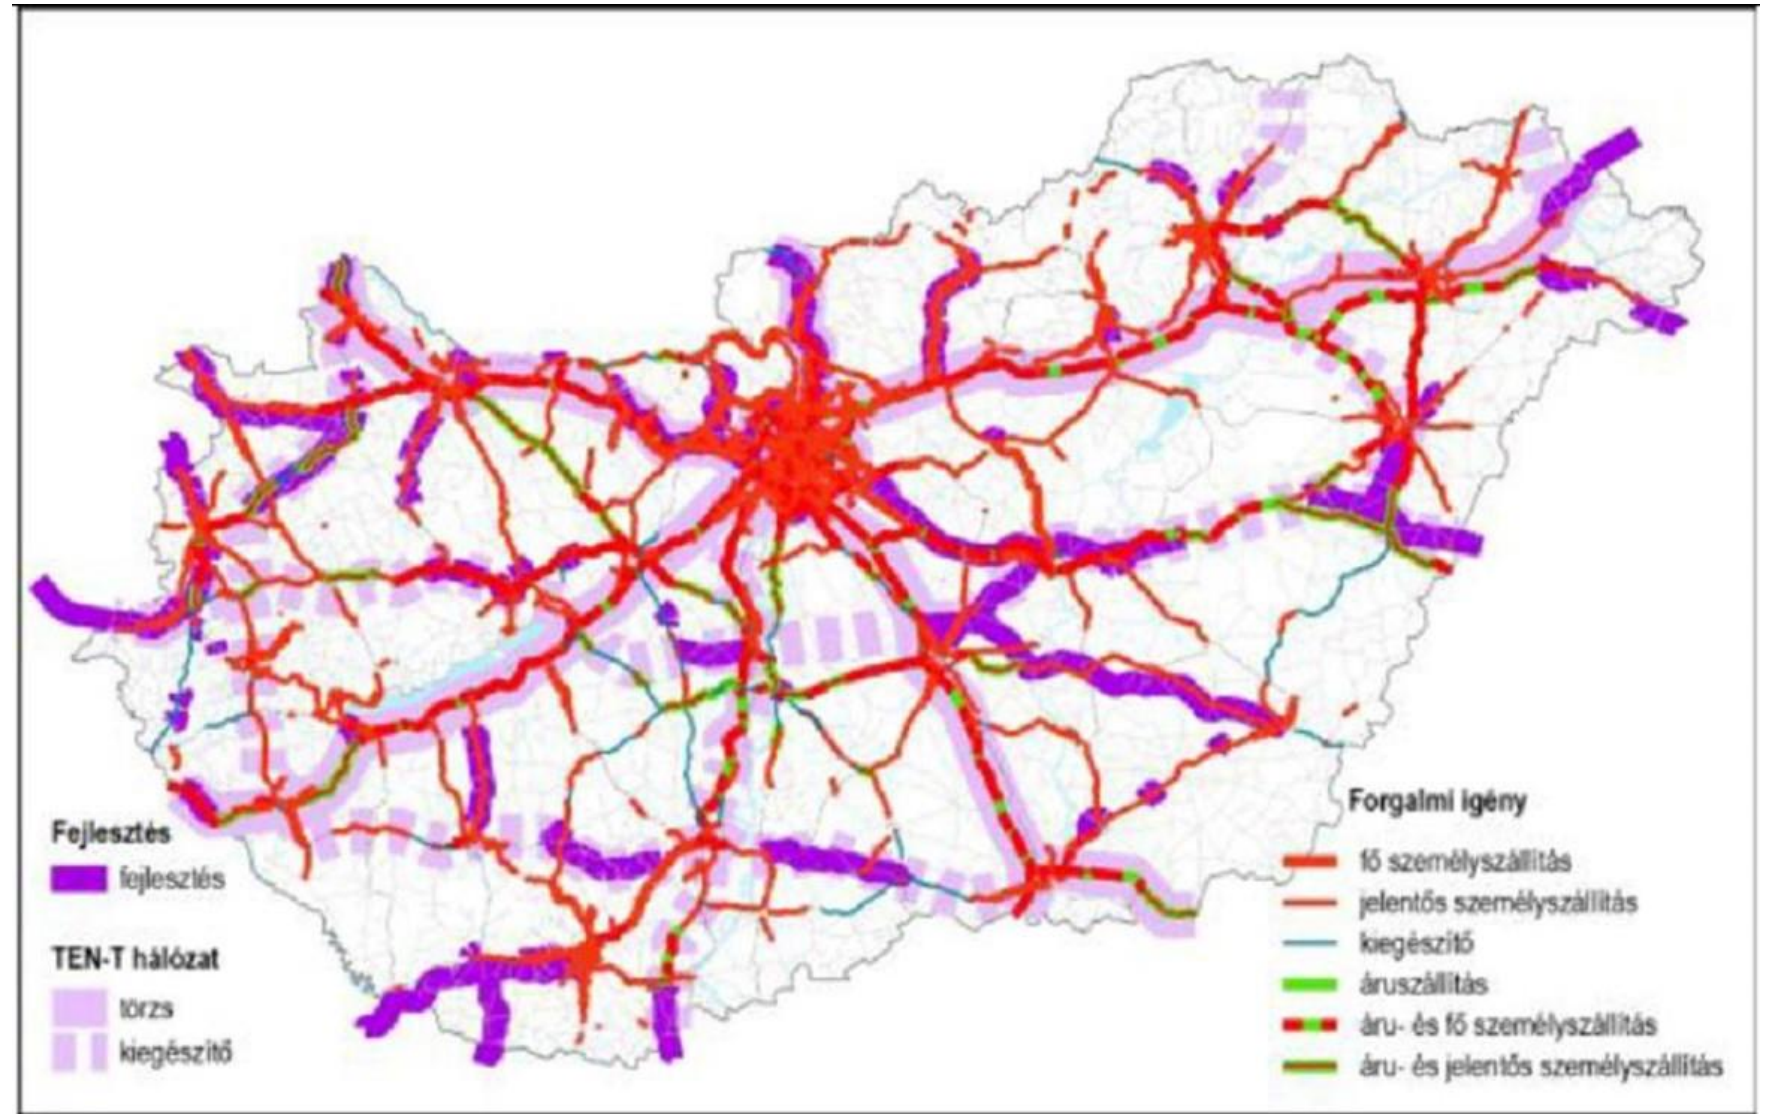 Fejlesztés
fejlesztés
TEN-T hálózat
törzs
kiegészítő
Forgalmi igény
fő személyszállítás
jelentős személyszállítás
kiegészítő
áruszállítás
áru- és fő személyszállítás
áru- és jelentős személyszállítás